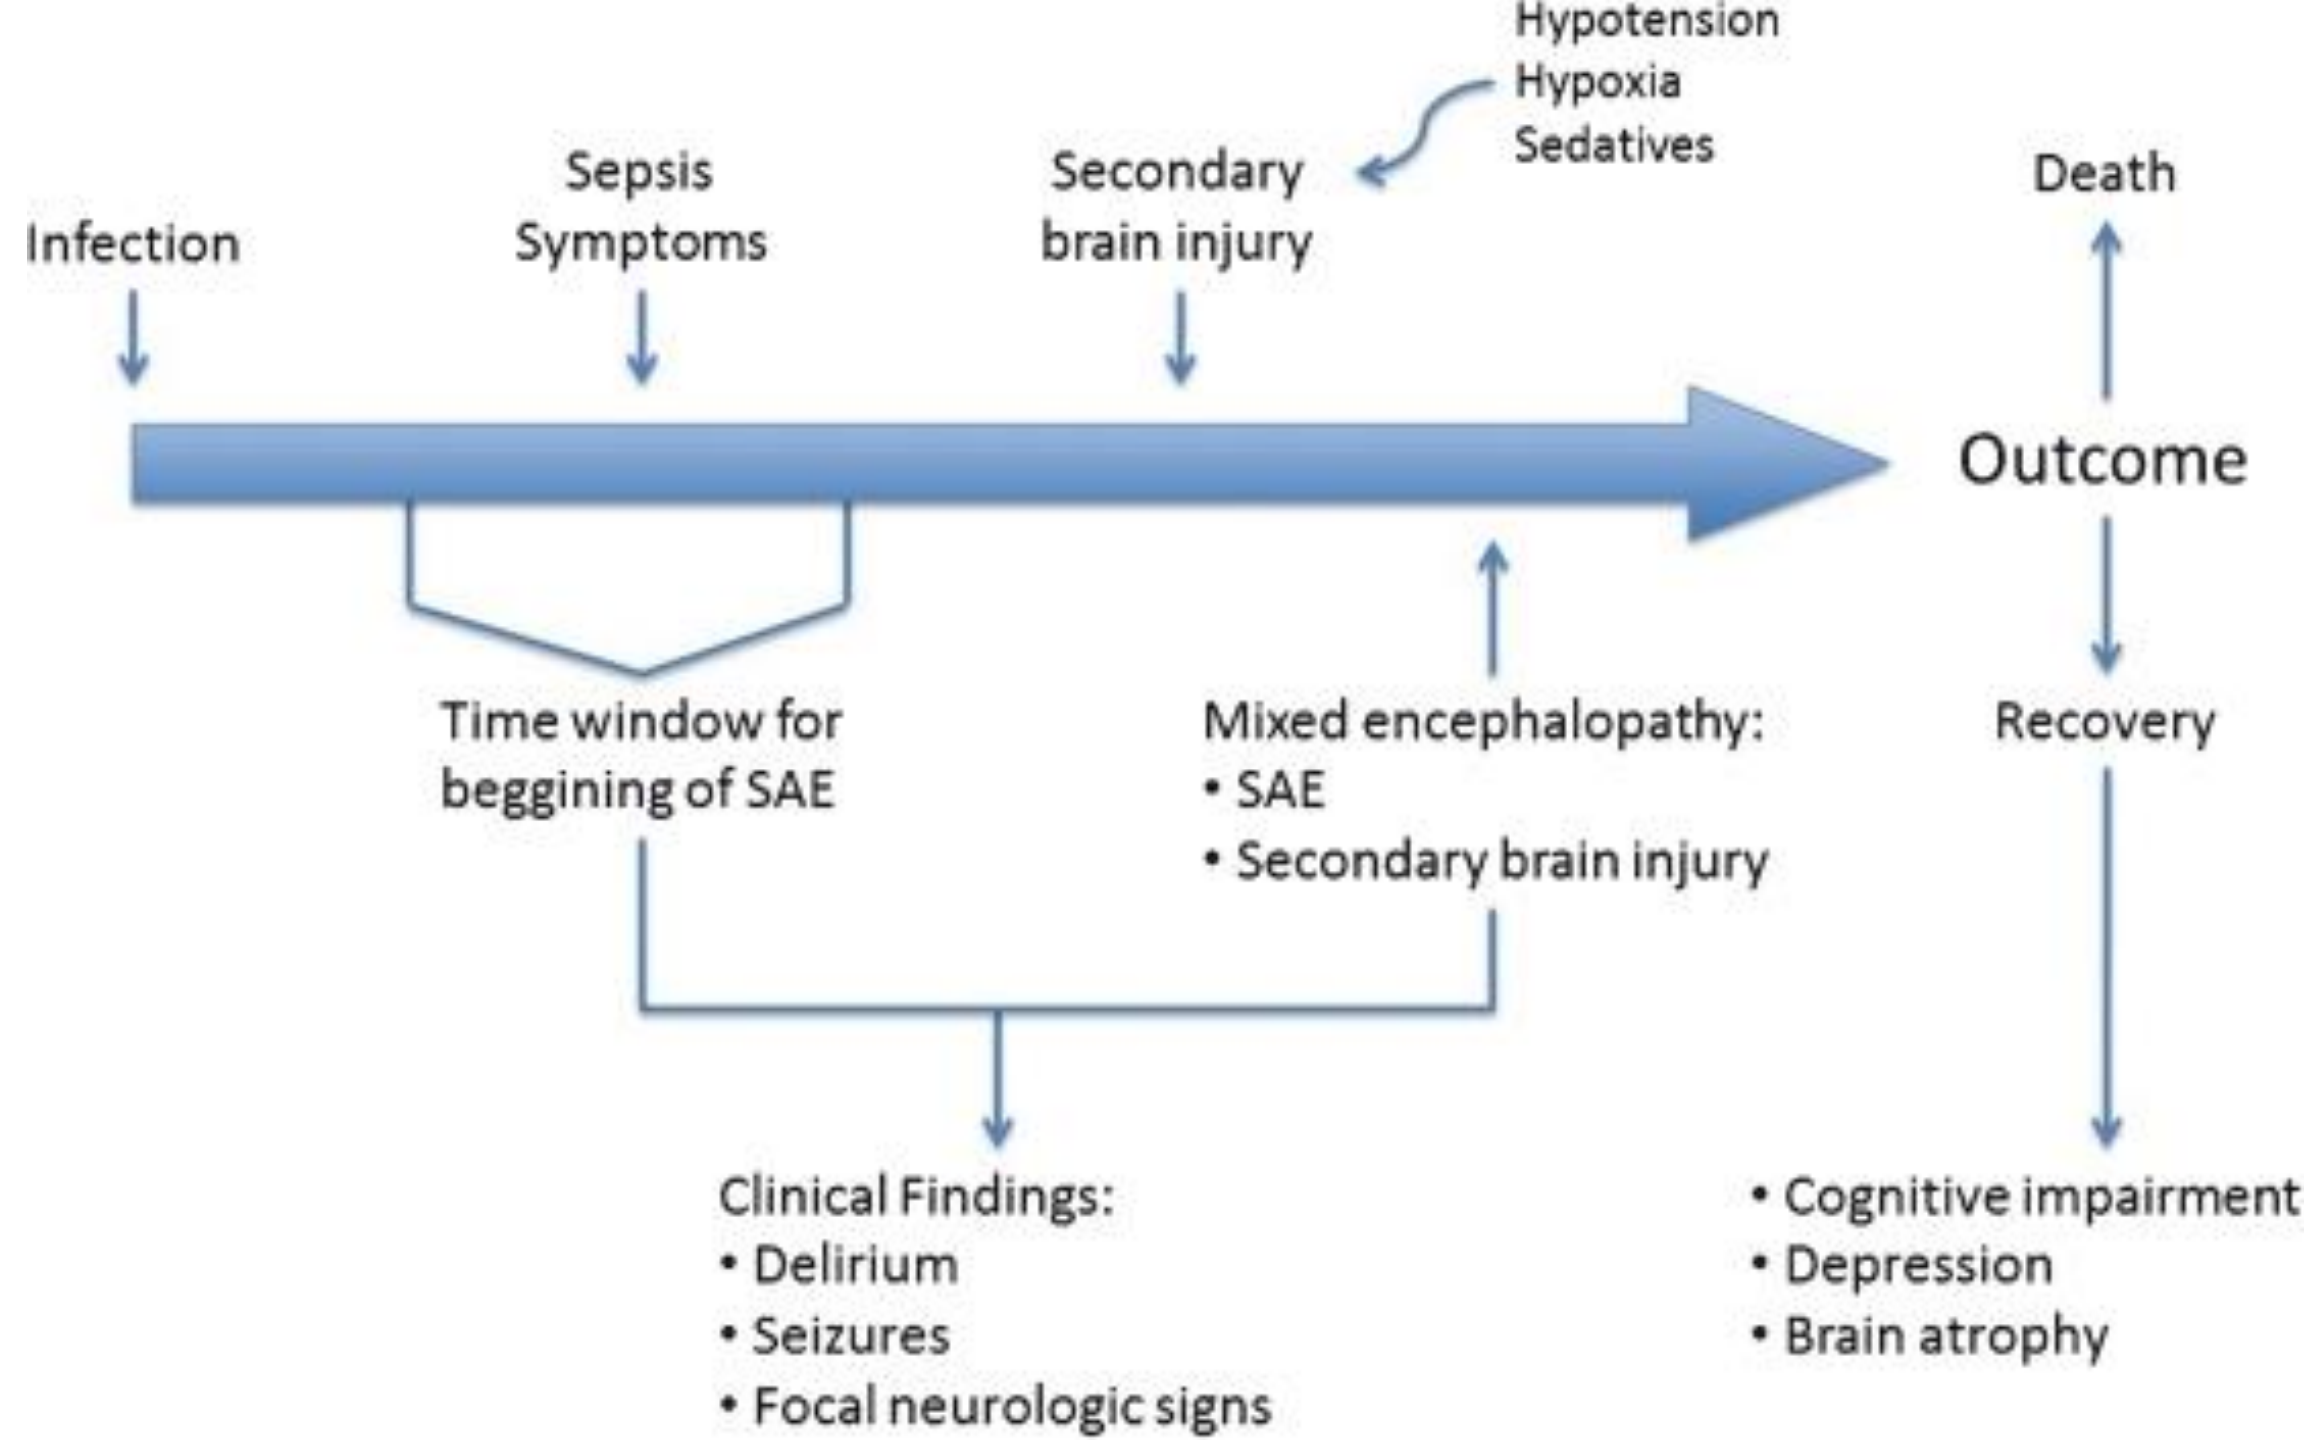 Hypotension
Hypoxia
Sedatives
Infection
Sepsis
Symptoms
Secondary
brain injury
Death
Outcome
Time window for
beggining of SAE
Mixed encephalopathy:
• SAE
• Secondary brain injury
Recovery
Clinical Findings:
• Delirium
• Seizures
• Focal neurologic signs
• Cognitive impairment
• Depression
• Brain atrophy